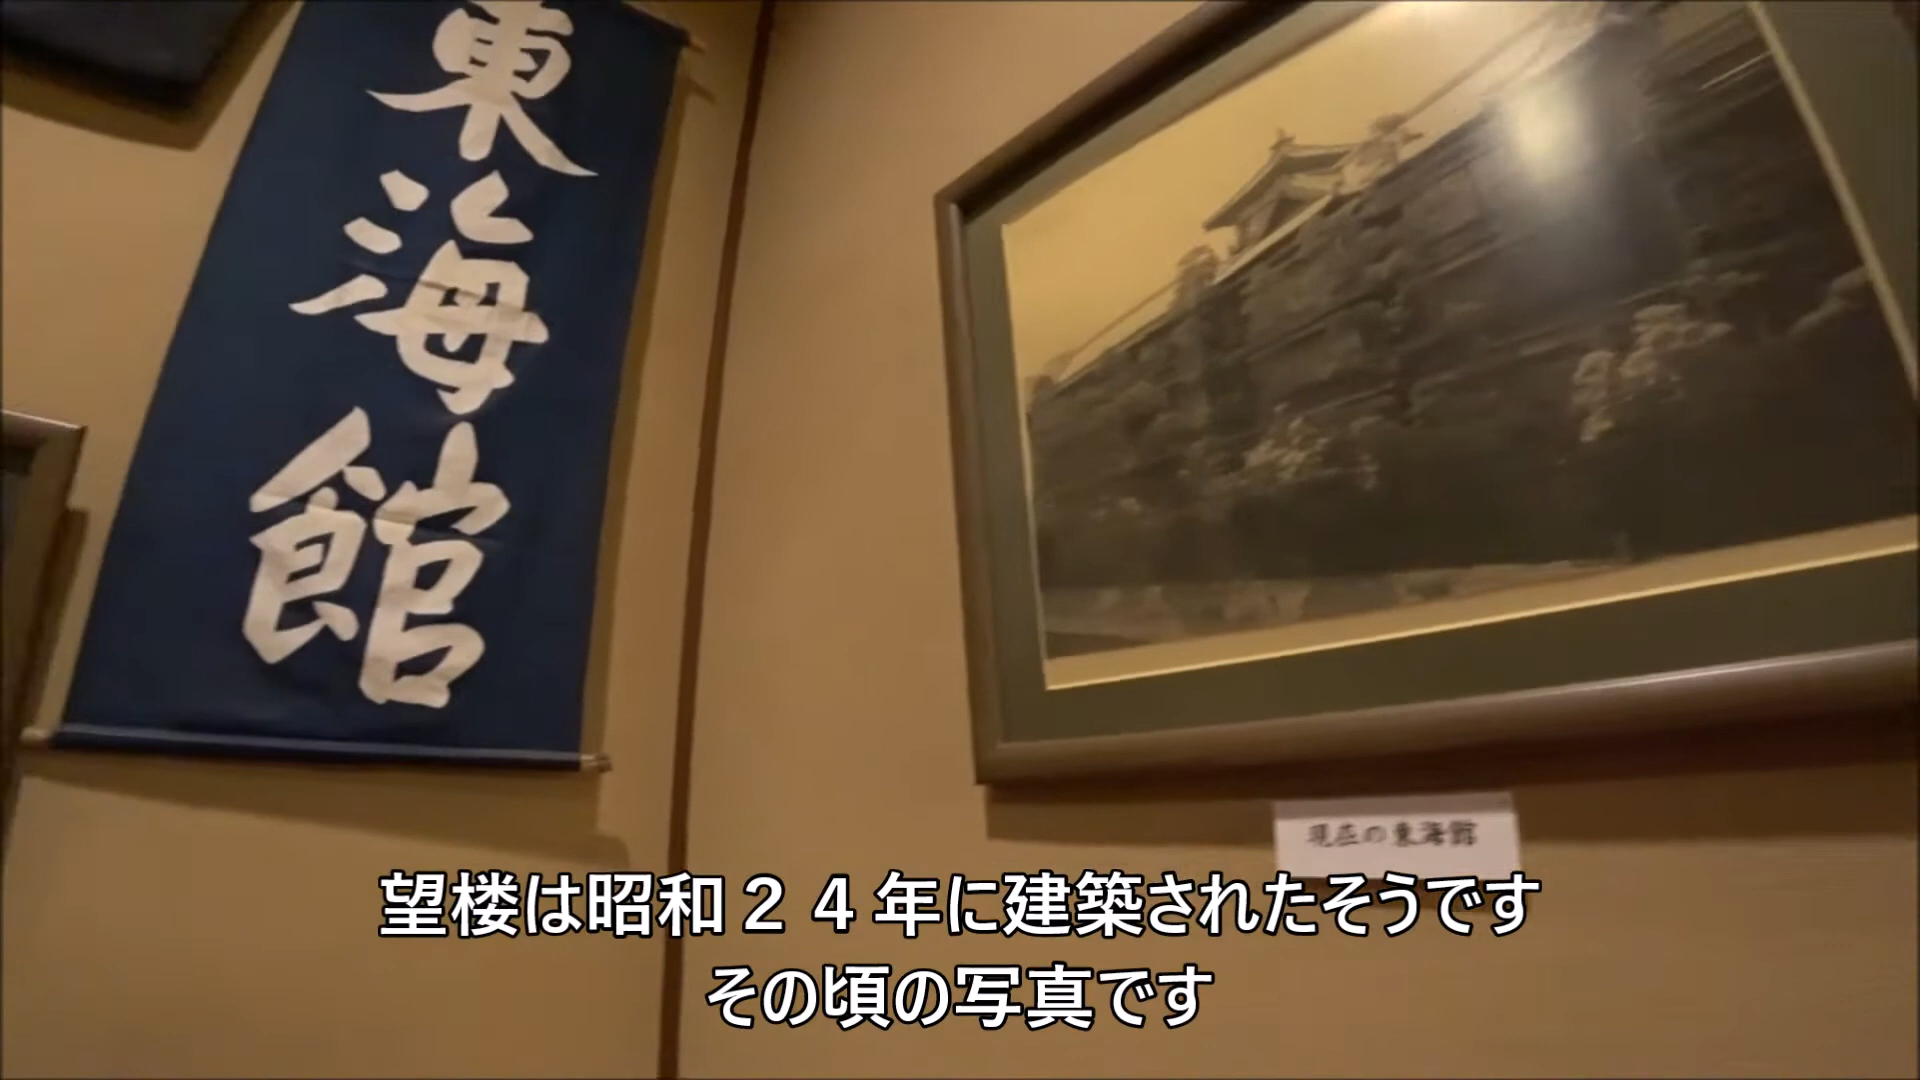 東海館
現在の東海館
望楼は昭和２４年に建築されたそうです
その頃の写真です